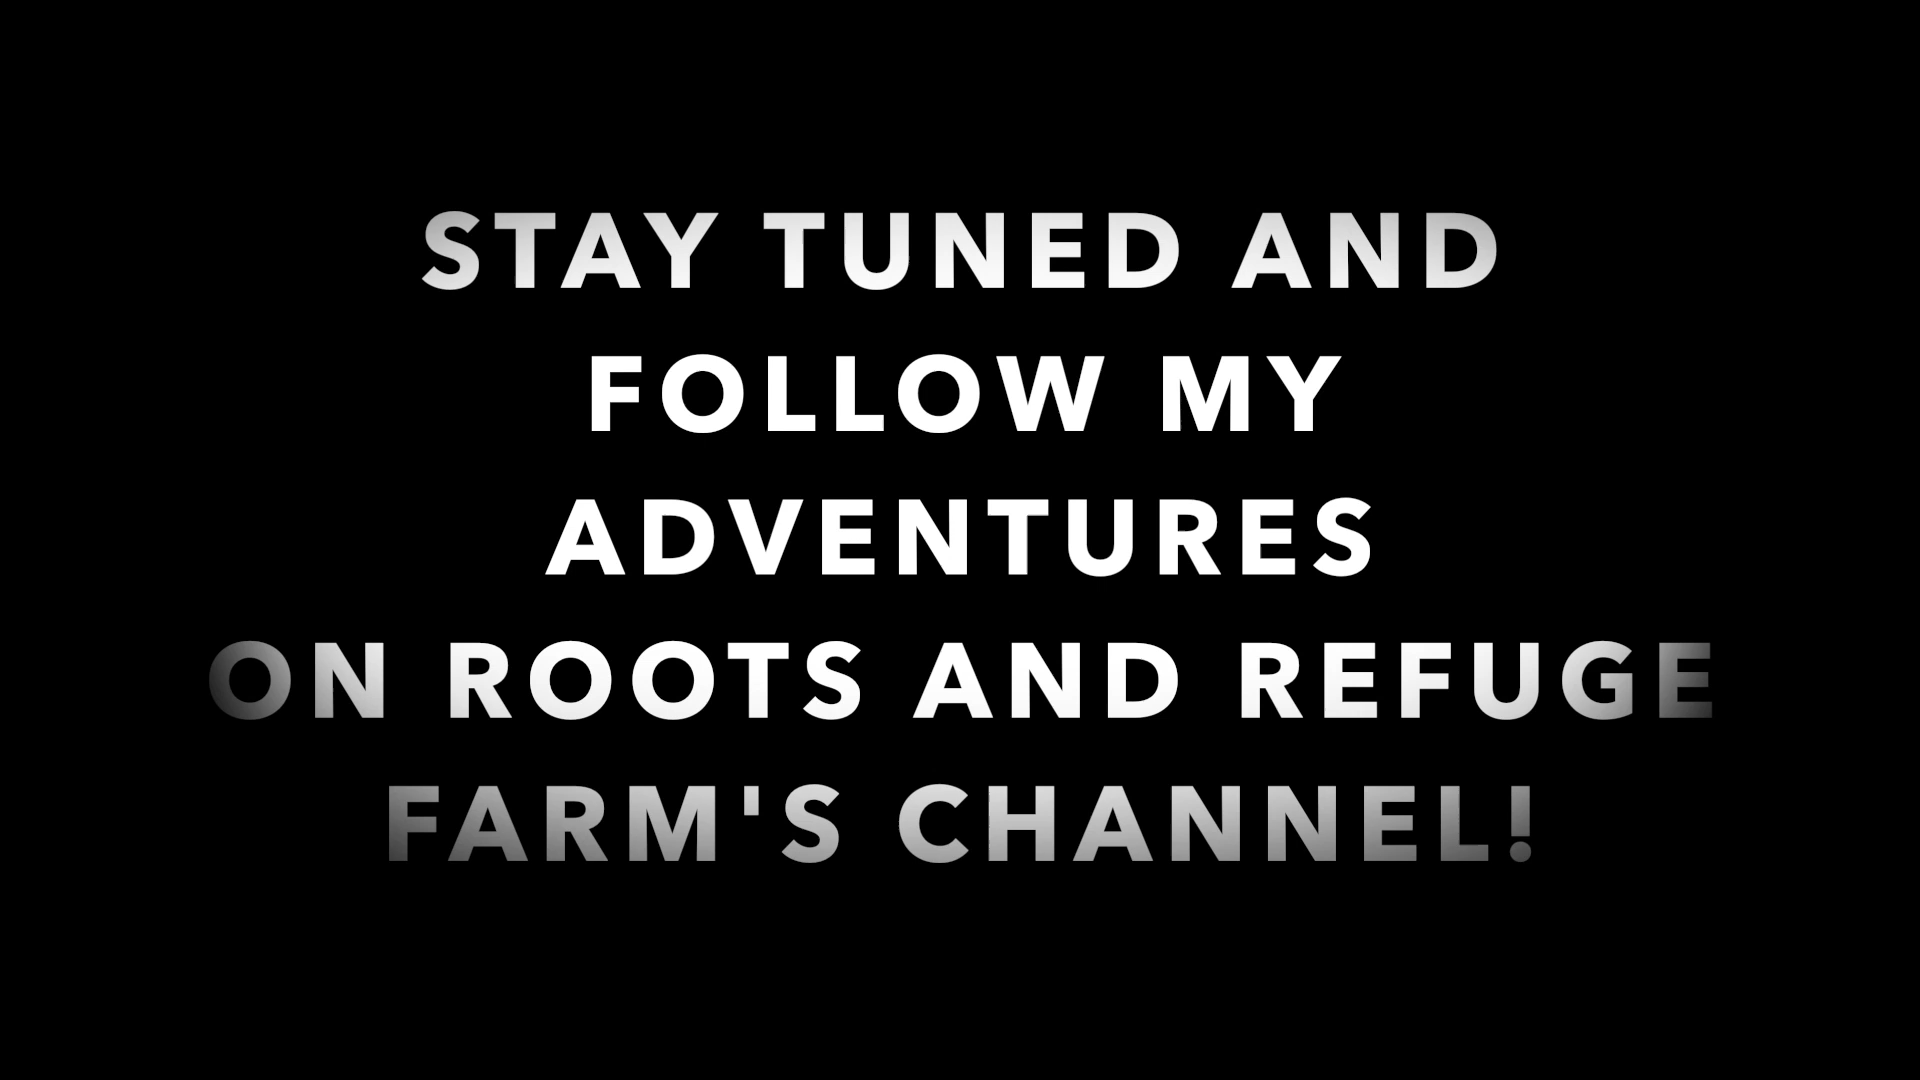 STAY TUNED AND
FOLLOW MY
ADVENTURES
ON ROOTS AND REFUGE
FARM'S CHANNEL!